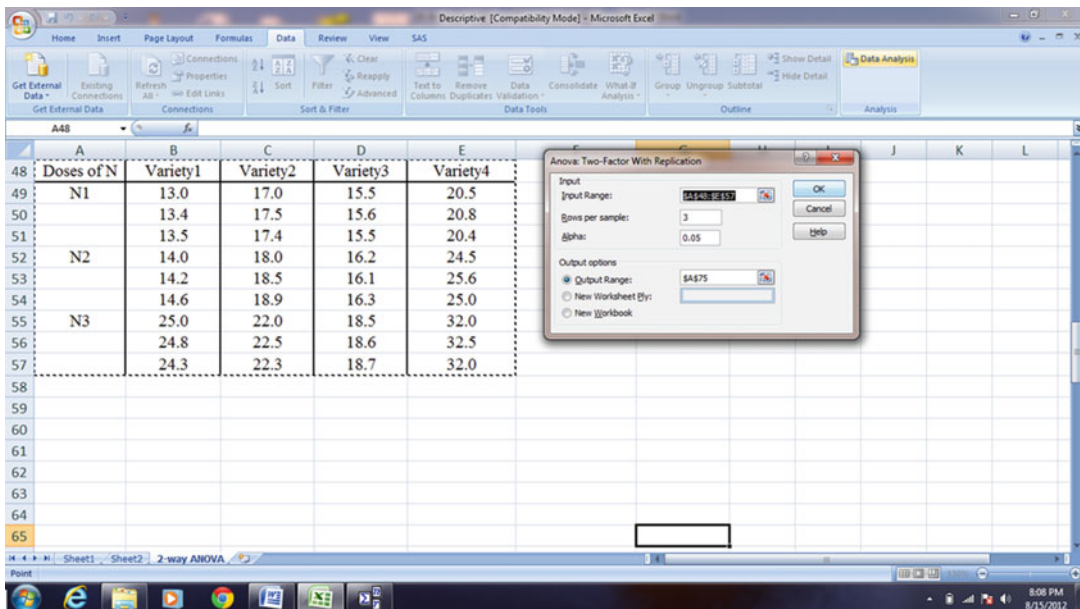 Descriptive [Compatibility Mode] - Microsoft Excel
Home Insert Page Layout Formulas Data Review View SAS
Get External Data
Existing Connections
Refresh All
Connections
Properties
Edit Links
Sort
Filter
Clear
Reapply
Advanced
Text to Columns
Remove Duplicates
Data Validation
Consolidate
What-If Analysis
Group
Ungroup
Subtotal
Show Detail
Hide Detail
Data Analysis
Get External Data Connections Sort & Filter Data Tools Outline Analysis
A48 fx
A B C D E J K L
48 Doses of N Variety1 Variety2 Variety3 Variety4
49 N1 13.0 17.0 15.5 20.5
50 13.4 17.5 15.6 20.8
51 13.5 17.4 15.5 20.4
52 N2 14.0 18.0 16.2 24.5
53 14.2 18.5 16.1 25.6
54 14.6 18.9 16.3 25.0
55 N3 25.0 22.0 18.5 32.0
56 24.8 22.5 18.6 32.5
57 24.3 22.3 18.7 32.0
58
59
60
61
62
63
64
65
Anova: Two-Factor With Replication
Input
Input Range: $A$48:$E$57
Rows per sample: 3
Alpha: 0.05
Output options
Output Range: $A$75
New Worksheet Ply:
New Workbook
OK
Cancel
Help
Sheet1 Sheet2 2-way ANOVA
Point
8:08 PM
8/15/2012